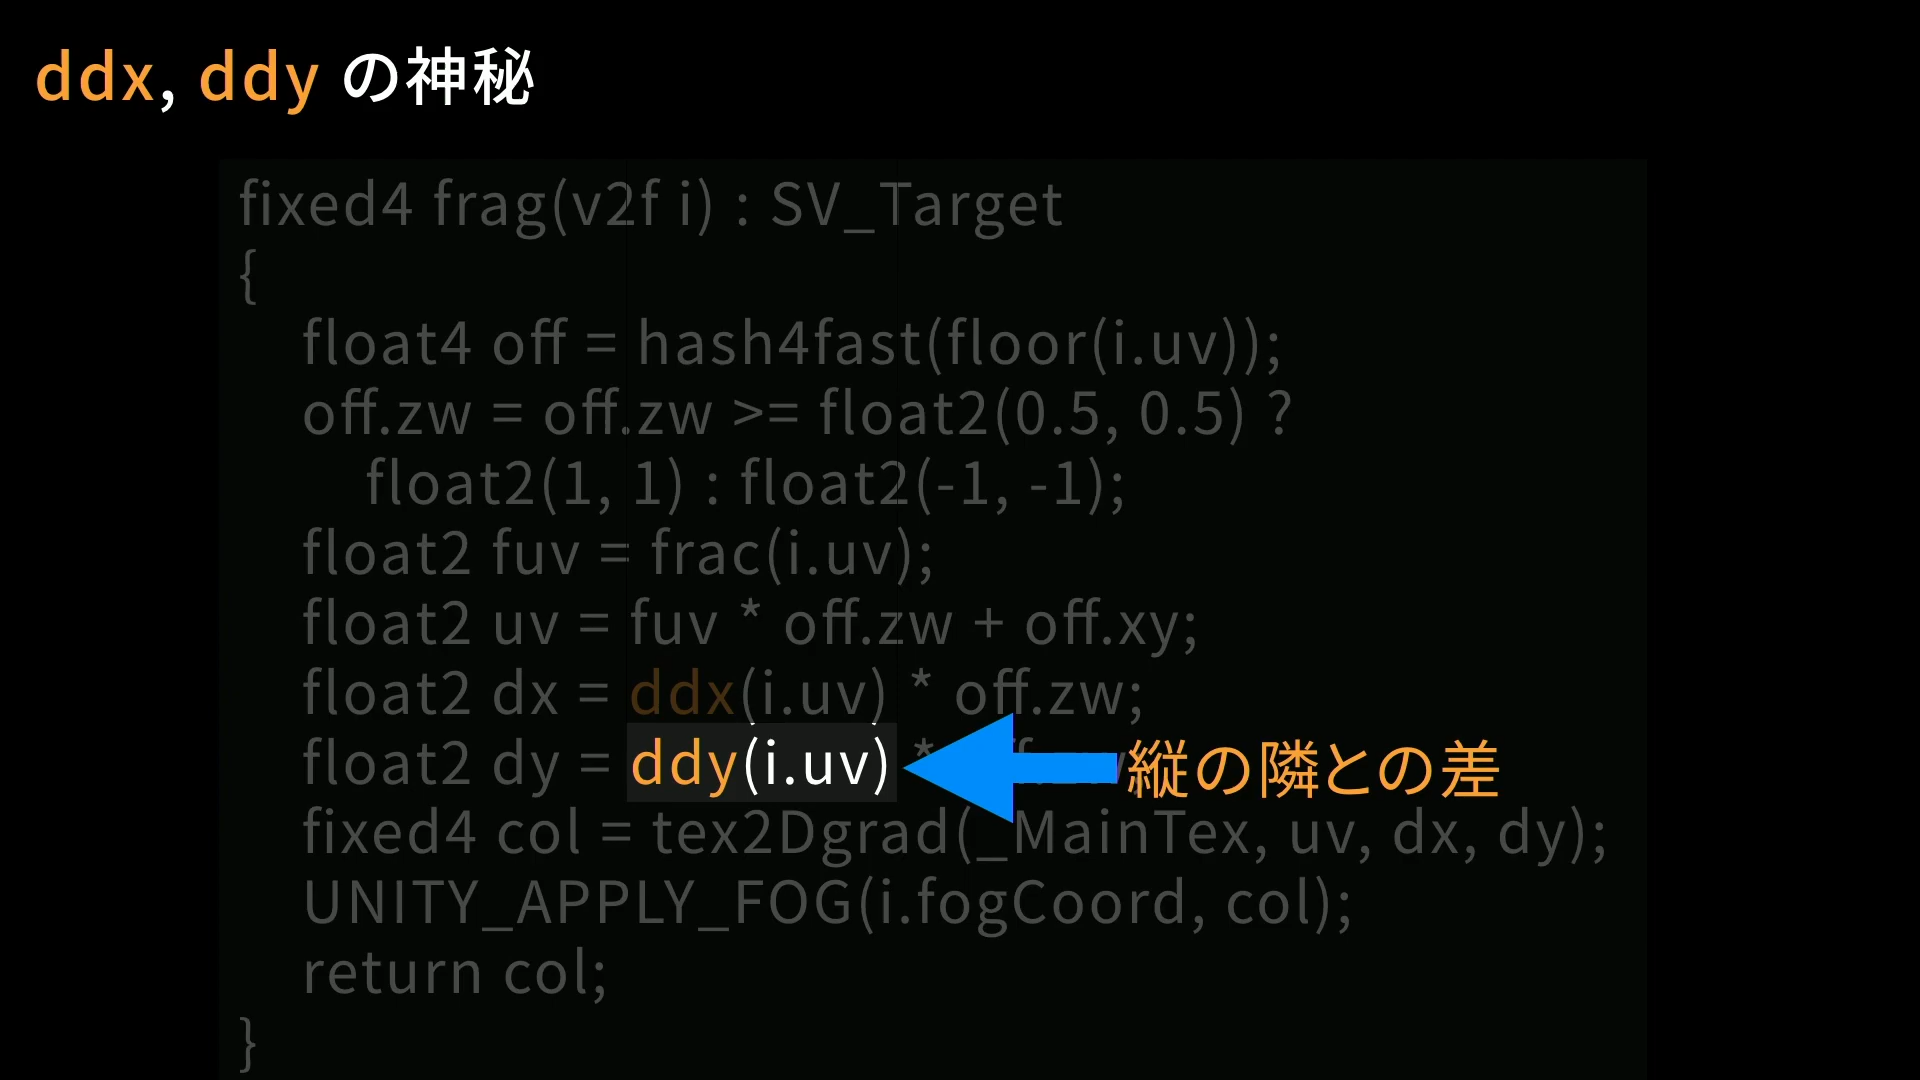 ddx, ddy の神秘
fixed4 frag(v2f i) : SV_Target
{
float4 off = hash4fast(floor(i.uv));
off.zw = off.zw >= float2(0.5, 0.5) ?
float2(1, 1) : float2(-1, -1);
float2 fuv = frac(i.uv);
float2 uv = fuv * off.zw + off.xy;
float2 dx = ddx(i.uv) * off.zw;
float2 dy = ddy(i.uv) *
縦の隣との差
fixed4 col = tex2Dgrad(_MainTex, uv, dx, dy);
UNITY_APPLY_FOG(i.fogCoord, col);
return col;
}